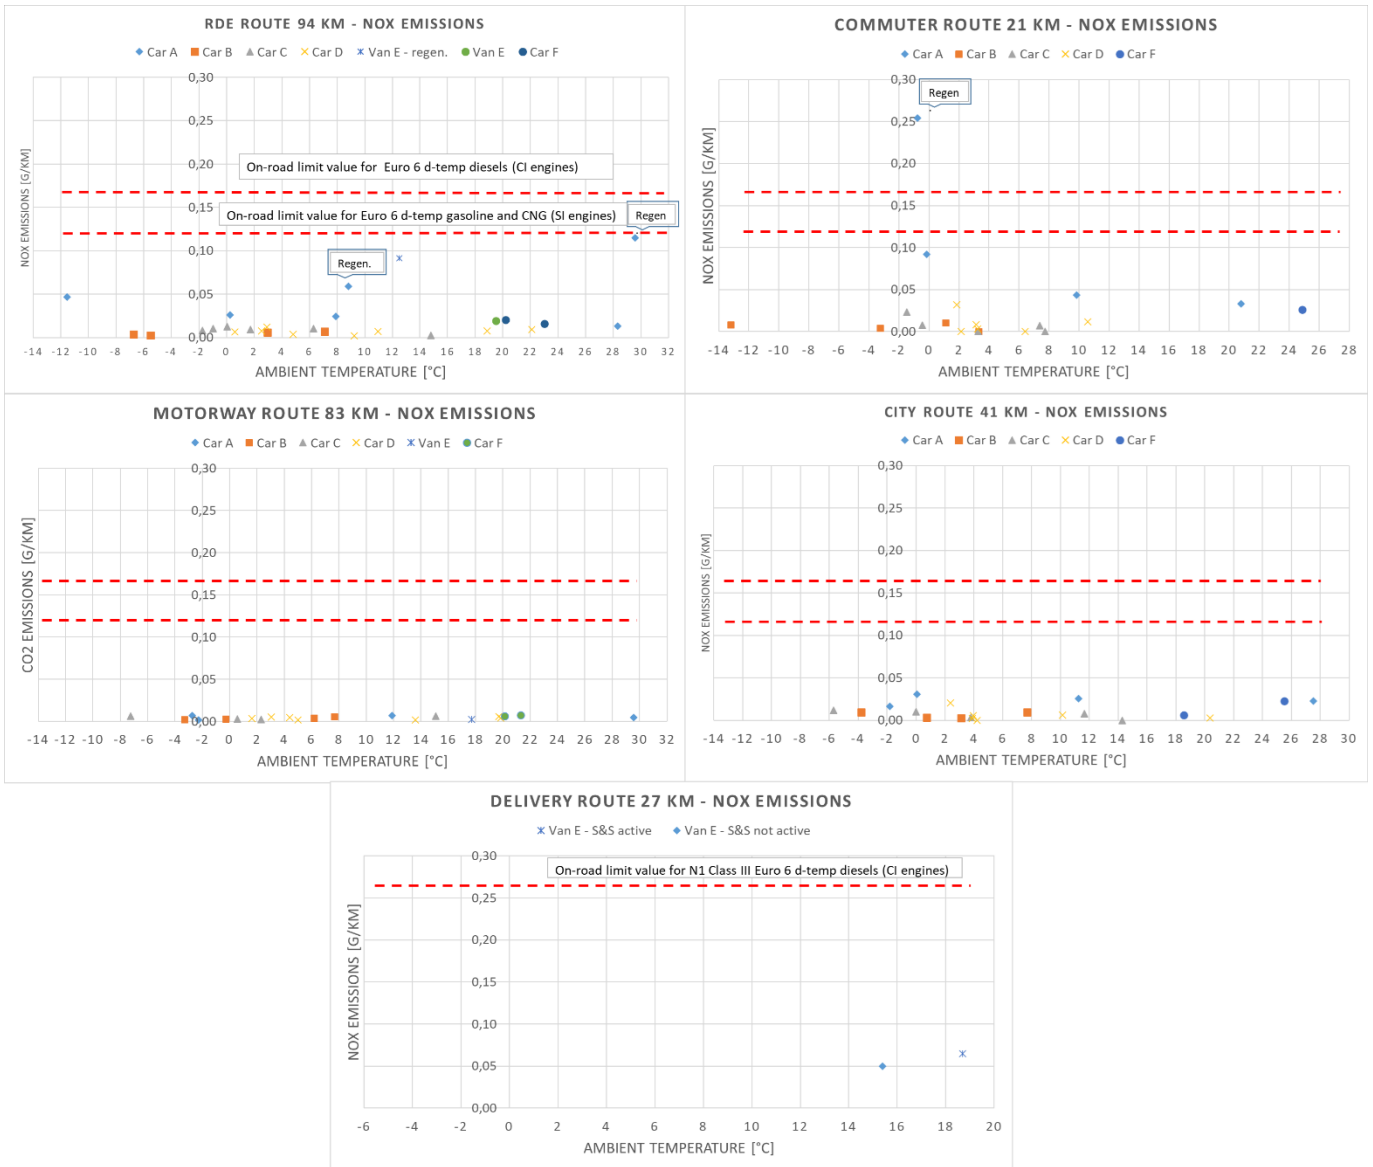 RDE ROUTE 94 KM - NOX EMISSIONS
Car A Car B Car C Car D Van E - regen. Van E Car F
0,30
0,25
0,20
0,15
0,10
0,05
0,00
NOX EMISSIONS [G/KM]
On-road limit value for Euro 6 d-temp diesels (CI engines)
On-road limit value for Euro 6 d-temp gasoline and CNG (SI engines)
Regen
Regen.
-14 -12 -10 -8 -6 -4 -2 0 2 4 6 8 10 12 14 16 18 20 22 24 26 28 30 32
AMBIENT TEMPERATURE [°C]
COMMUTER ROUTE 21 KM - NOX EMISSIONS
Car A Car B Car C Car D Car F
0,30
0,25
0,20
0,15
0,10
0,05
0,00
NOX EMISSIONS [G/KM]
Regen
-14 -12 -10 -8 -6 -4 -2 0 2 4 6 8 10 12 14 16 18 20 22 24 26 28
AMBIENT TEMPERATURE [°C]
MOTORWAY ROUTE 83 KM - NOX EMISSIONS
Car A Car B Car C Car D Van E Car F
0,30
0,25
0,20
0,15
0,10
0,05
0,00
CO2 EMISSIONS [G/KM]
-14 -12 -10 -8 -6 -4 -2 0 2 4 6 8 10 12 14 16 18 20 22 24 26 28 30 32
AMBIENT TEMPERATURE [°C]
CITY ROUTE 41 KM - NOX EMISSIONS
Car A Car B Car C Car D Car F
0,30
0,25
0,20
0,15
0,10
0,05
0,00
NOX EMISSIONS [G/KM]
-14 -12 -10 -8 -6 -4 -2 0 2 4 6 8 10 12 14 16 18 20 22 24 26 28 30
AMBIENT TEMPERATURE [°C]
DELIVERY ROUTE 27 KM - NOX EMISSIONS
Van E - S&S active Van E - S&S not active
0,30
0,25
0,20
0,15
0,10
0,05
0,00
NOX EMISSIONS [G/KM]
On-road limit value for N1 Class III Euro 6 d-temp diesels (CI engines)
-6 -4 -2 0 2 4 6 8 10 12 14 16 18 20
AMBIENT TEMPERATURE [°C]